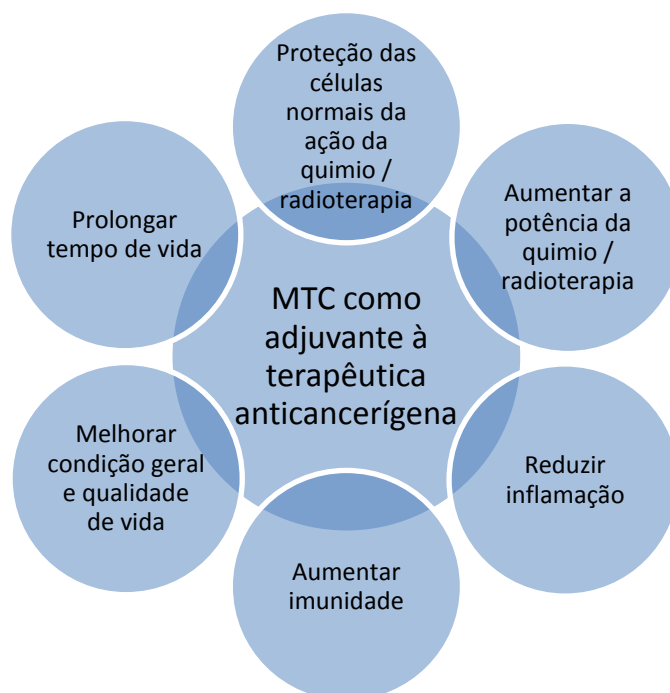 Proteção das
células
normais da
ação da
quimio /
radioterapia
Aumentar a
potência da
quimio /
radioterapia
Reduzir
inflamação
Aumentar
imunidade
Melhorar
condição geral
e qualidade
de vida
Prolongar
tempo de vida
MTC como
adjuvante à
terapêutica
anticancerígena